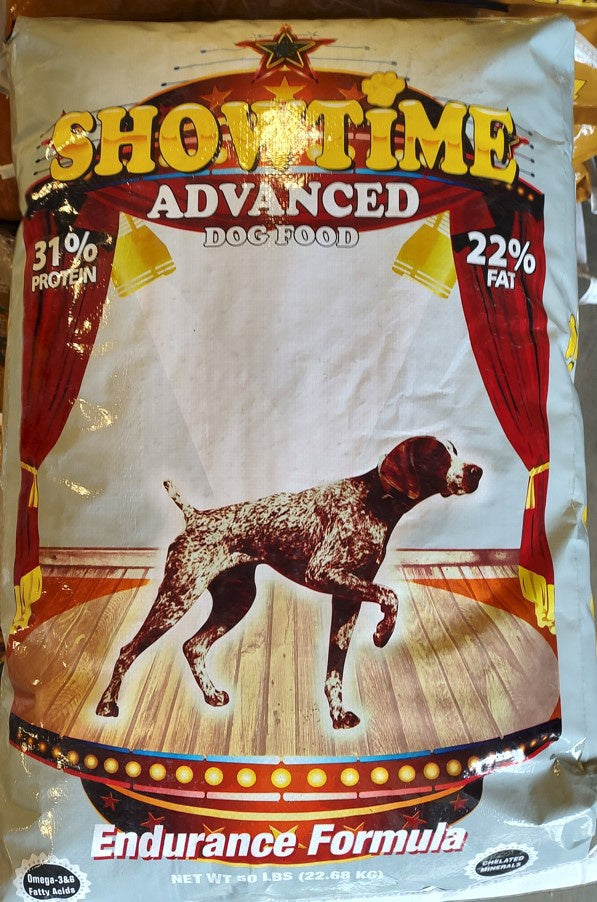 SHOWTIME
ADVANCED
DOG FOOD
31%
PROTEIN
22%
FAT
Endurance Formula
NET WT 50 LBS (22.68 KG)
Omega-3&6
Fatty Acids
CHELATED
MINERALS